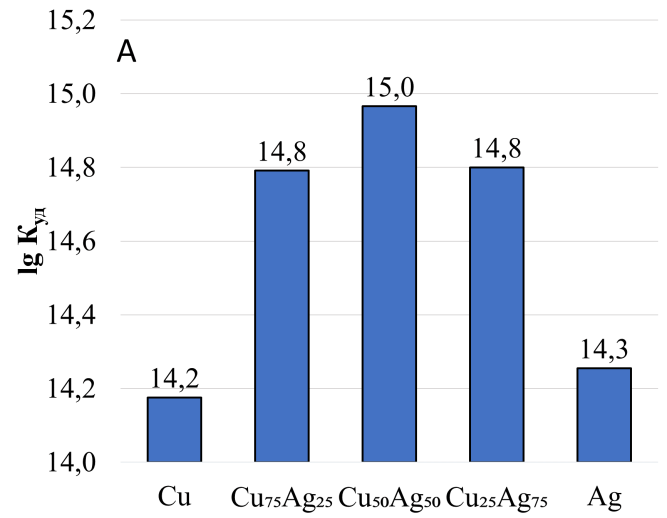 A
15,2
15,0
14,8
14,6
14,4
14,2
14,0
lg Kуд
14,2
14,8
15,0
14,8
14,3
Cu
Cu₇₅Ag₂₅
Cu₅₀Ag₅₀
Cu₂₅Ag₇₅
Ag